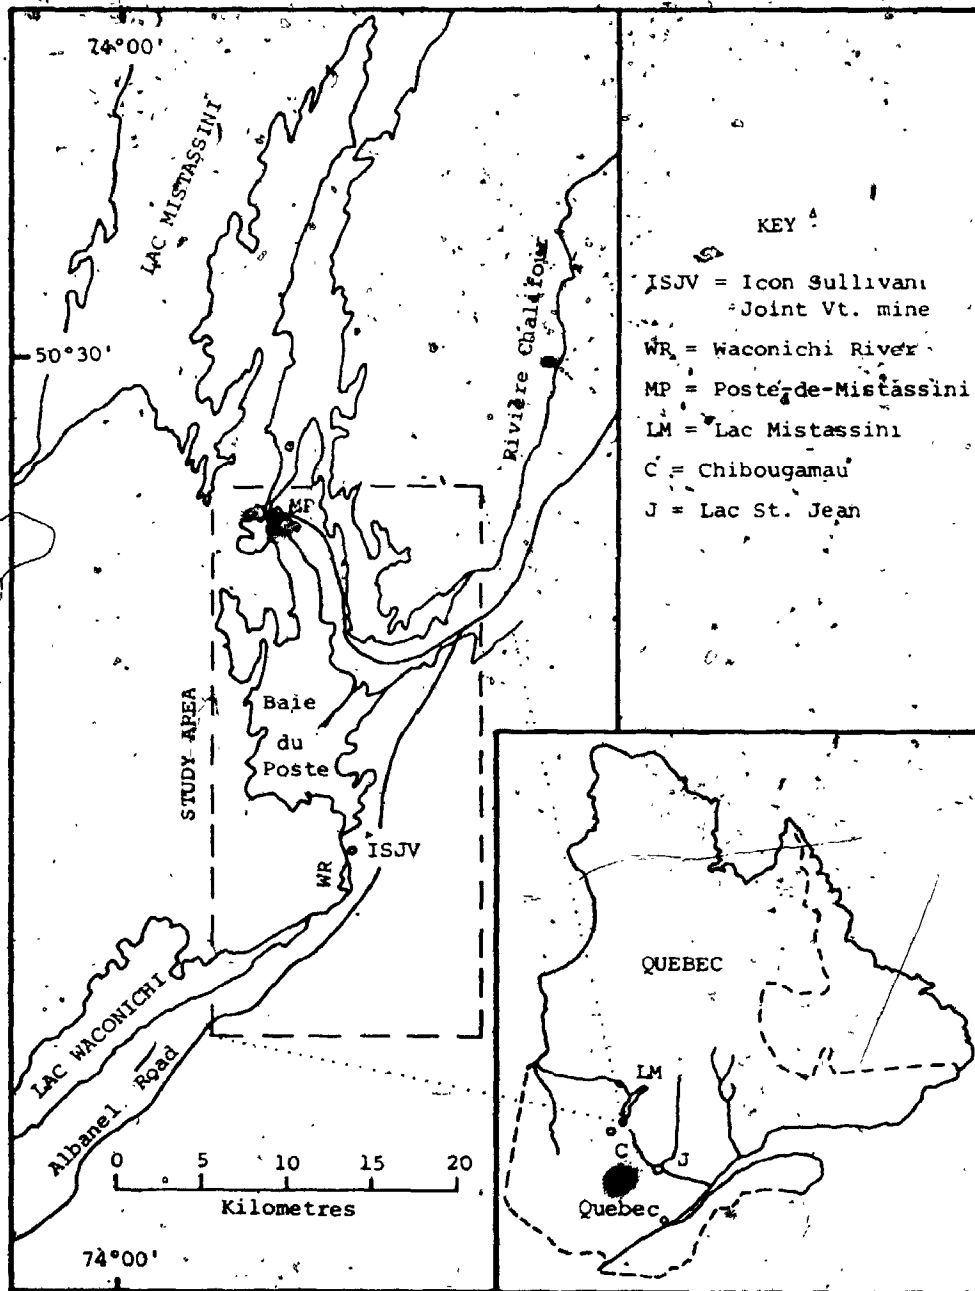 74°00'
LAC MISTASSINI
50°30'
Rivière Chalifour
MP
STUDY AREA
Baie
du
Poste
ISJV
WR
LAC WACONICHI
Albanel Road
0 5 10 15 20
Kilometres
74°00'
KEY
ISJV = Icon Sullivan
Joint Vt. mine
WR = Waconichi River
MP = Poste-de-Mistassini
LM = Lac Mistassini
C = Chibougamau
J = Lac St. Jean
QUEBEC
LM
C
J
Quebec